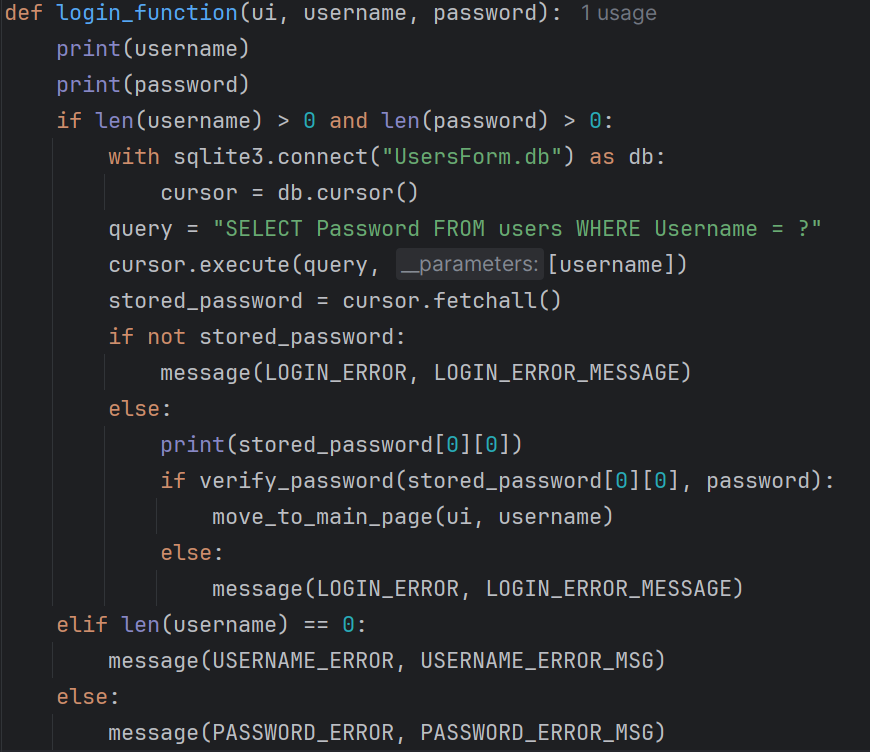 def login_function(ui, username, password): 1 usage
    print(username)
    print(password)
    if len(username) > 0 and len(password) > 0:
        with sqlite3.connect("UsersForm.db") as db:
            cursor = db.cursor()
        query = "SELECT Password FROM users WHERE Username = ?"
        cursor.execute(query, __parameters: [username])
        stored_password = cursor.fetchall()
        if not stored_password:
            message(LOGIN_ERROR, LOGIN_ERROR_MESSAGE)
        else:
            print(stored_password[0][0])
            if verify_password(stored_password[0][0], password):
                move_to_main_page(ui, username)
            else:
                message(LOGIN_ERROR, LOGIN_ERROR_MESSAGE)
    elif len(username) == 0:
        message(USERNAME_ERROR, USERNAME_ERROR_MSG)
    else:
        message(PASSWORD_ERROR, PASSWORD_ERROR_MSG)